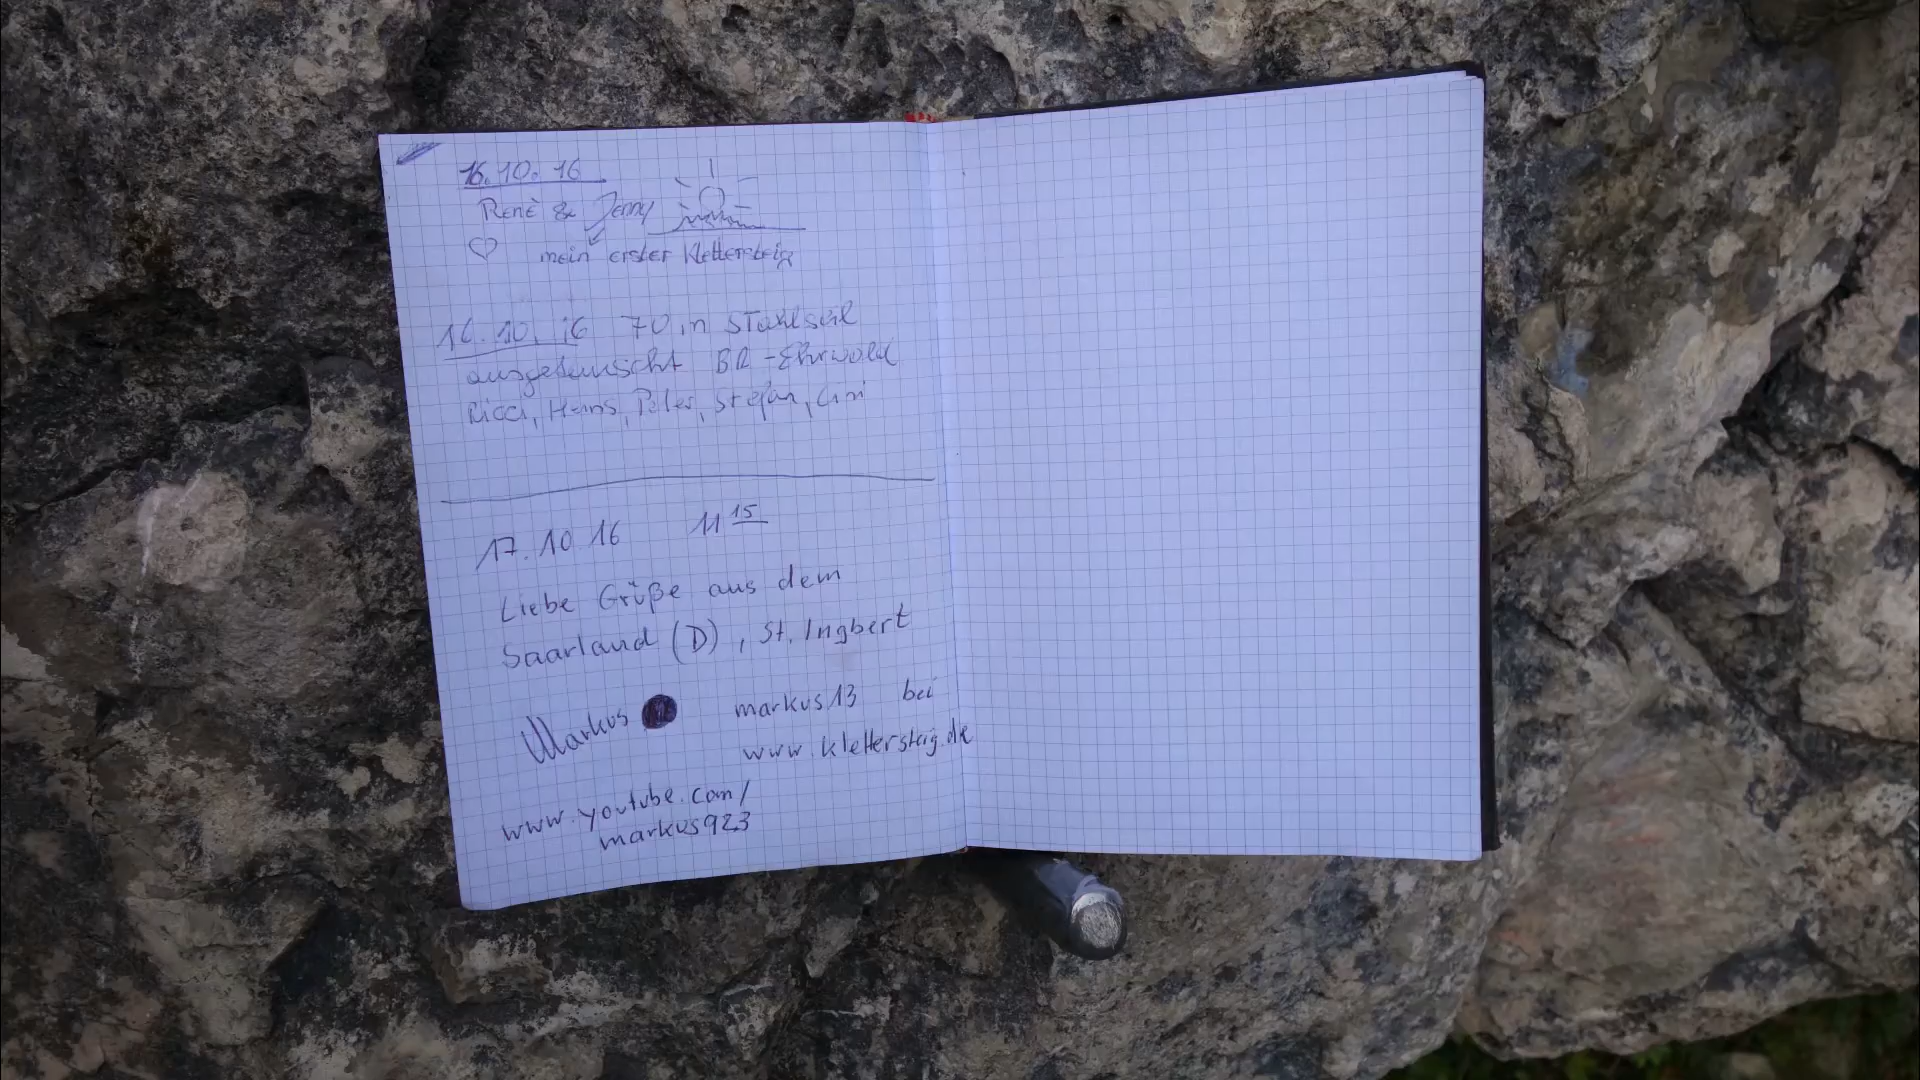 16.10.16
Renè & Jenny
mein erster Klettersteig
16.10.16 70 m Stahlseil
ausgetauscht BR-Ehrwald
Ricci, Hans, Peter, Stefan,
17.10.16 11 15
Liebe Grüße aus dem
Saarland (D), St. Ingbert
Markus markus13 bei
www.klettersteig.de
www.youtube.com/
markus923